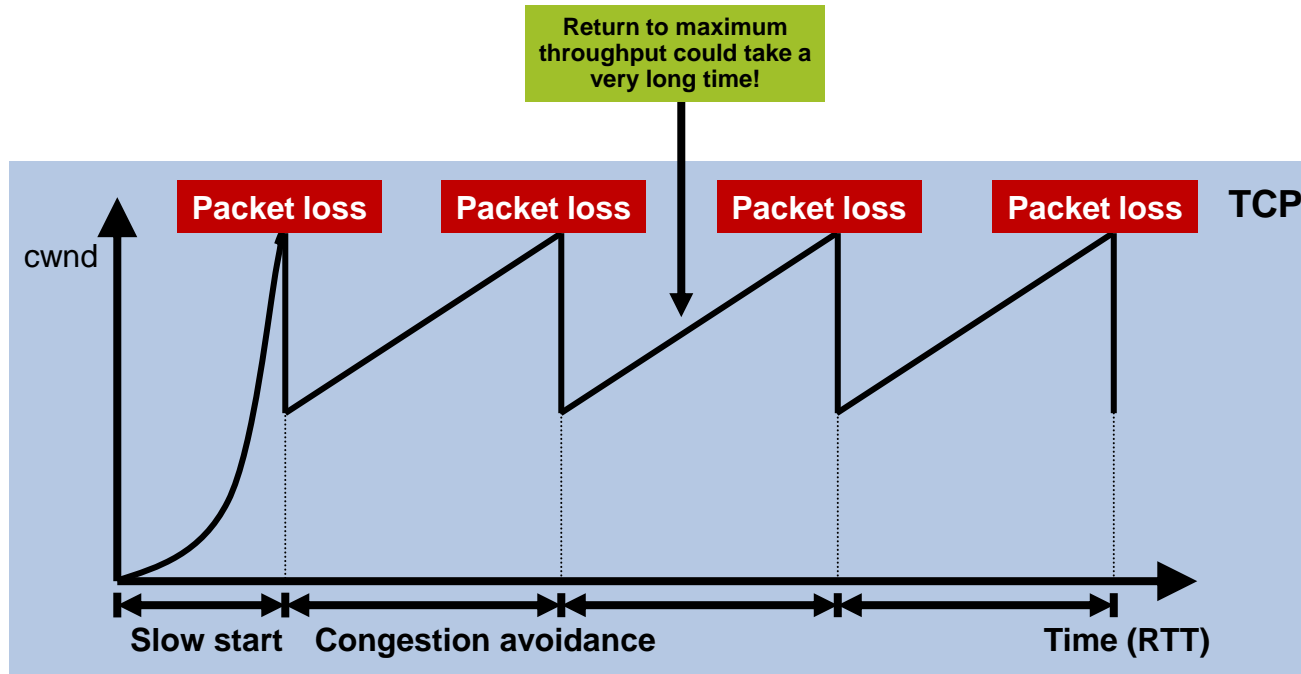 Return to maximum
throughput could take a
very long time!
Packet loss
Packet loss
Packet loss
Packet loss
TCP
cwnd
Slow start
Congestion avoidance
Time (RTT)